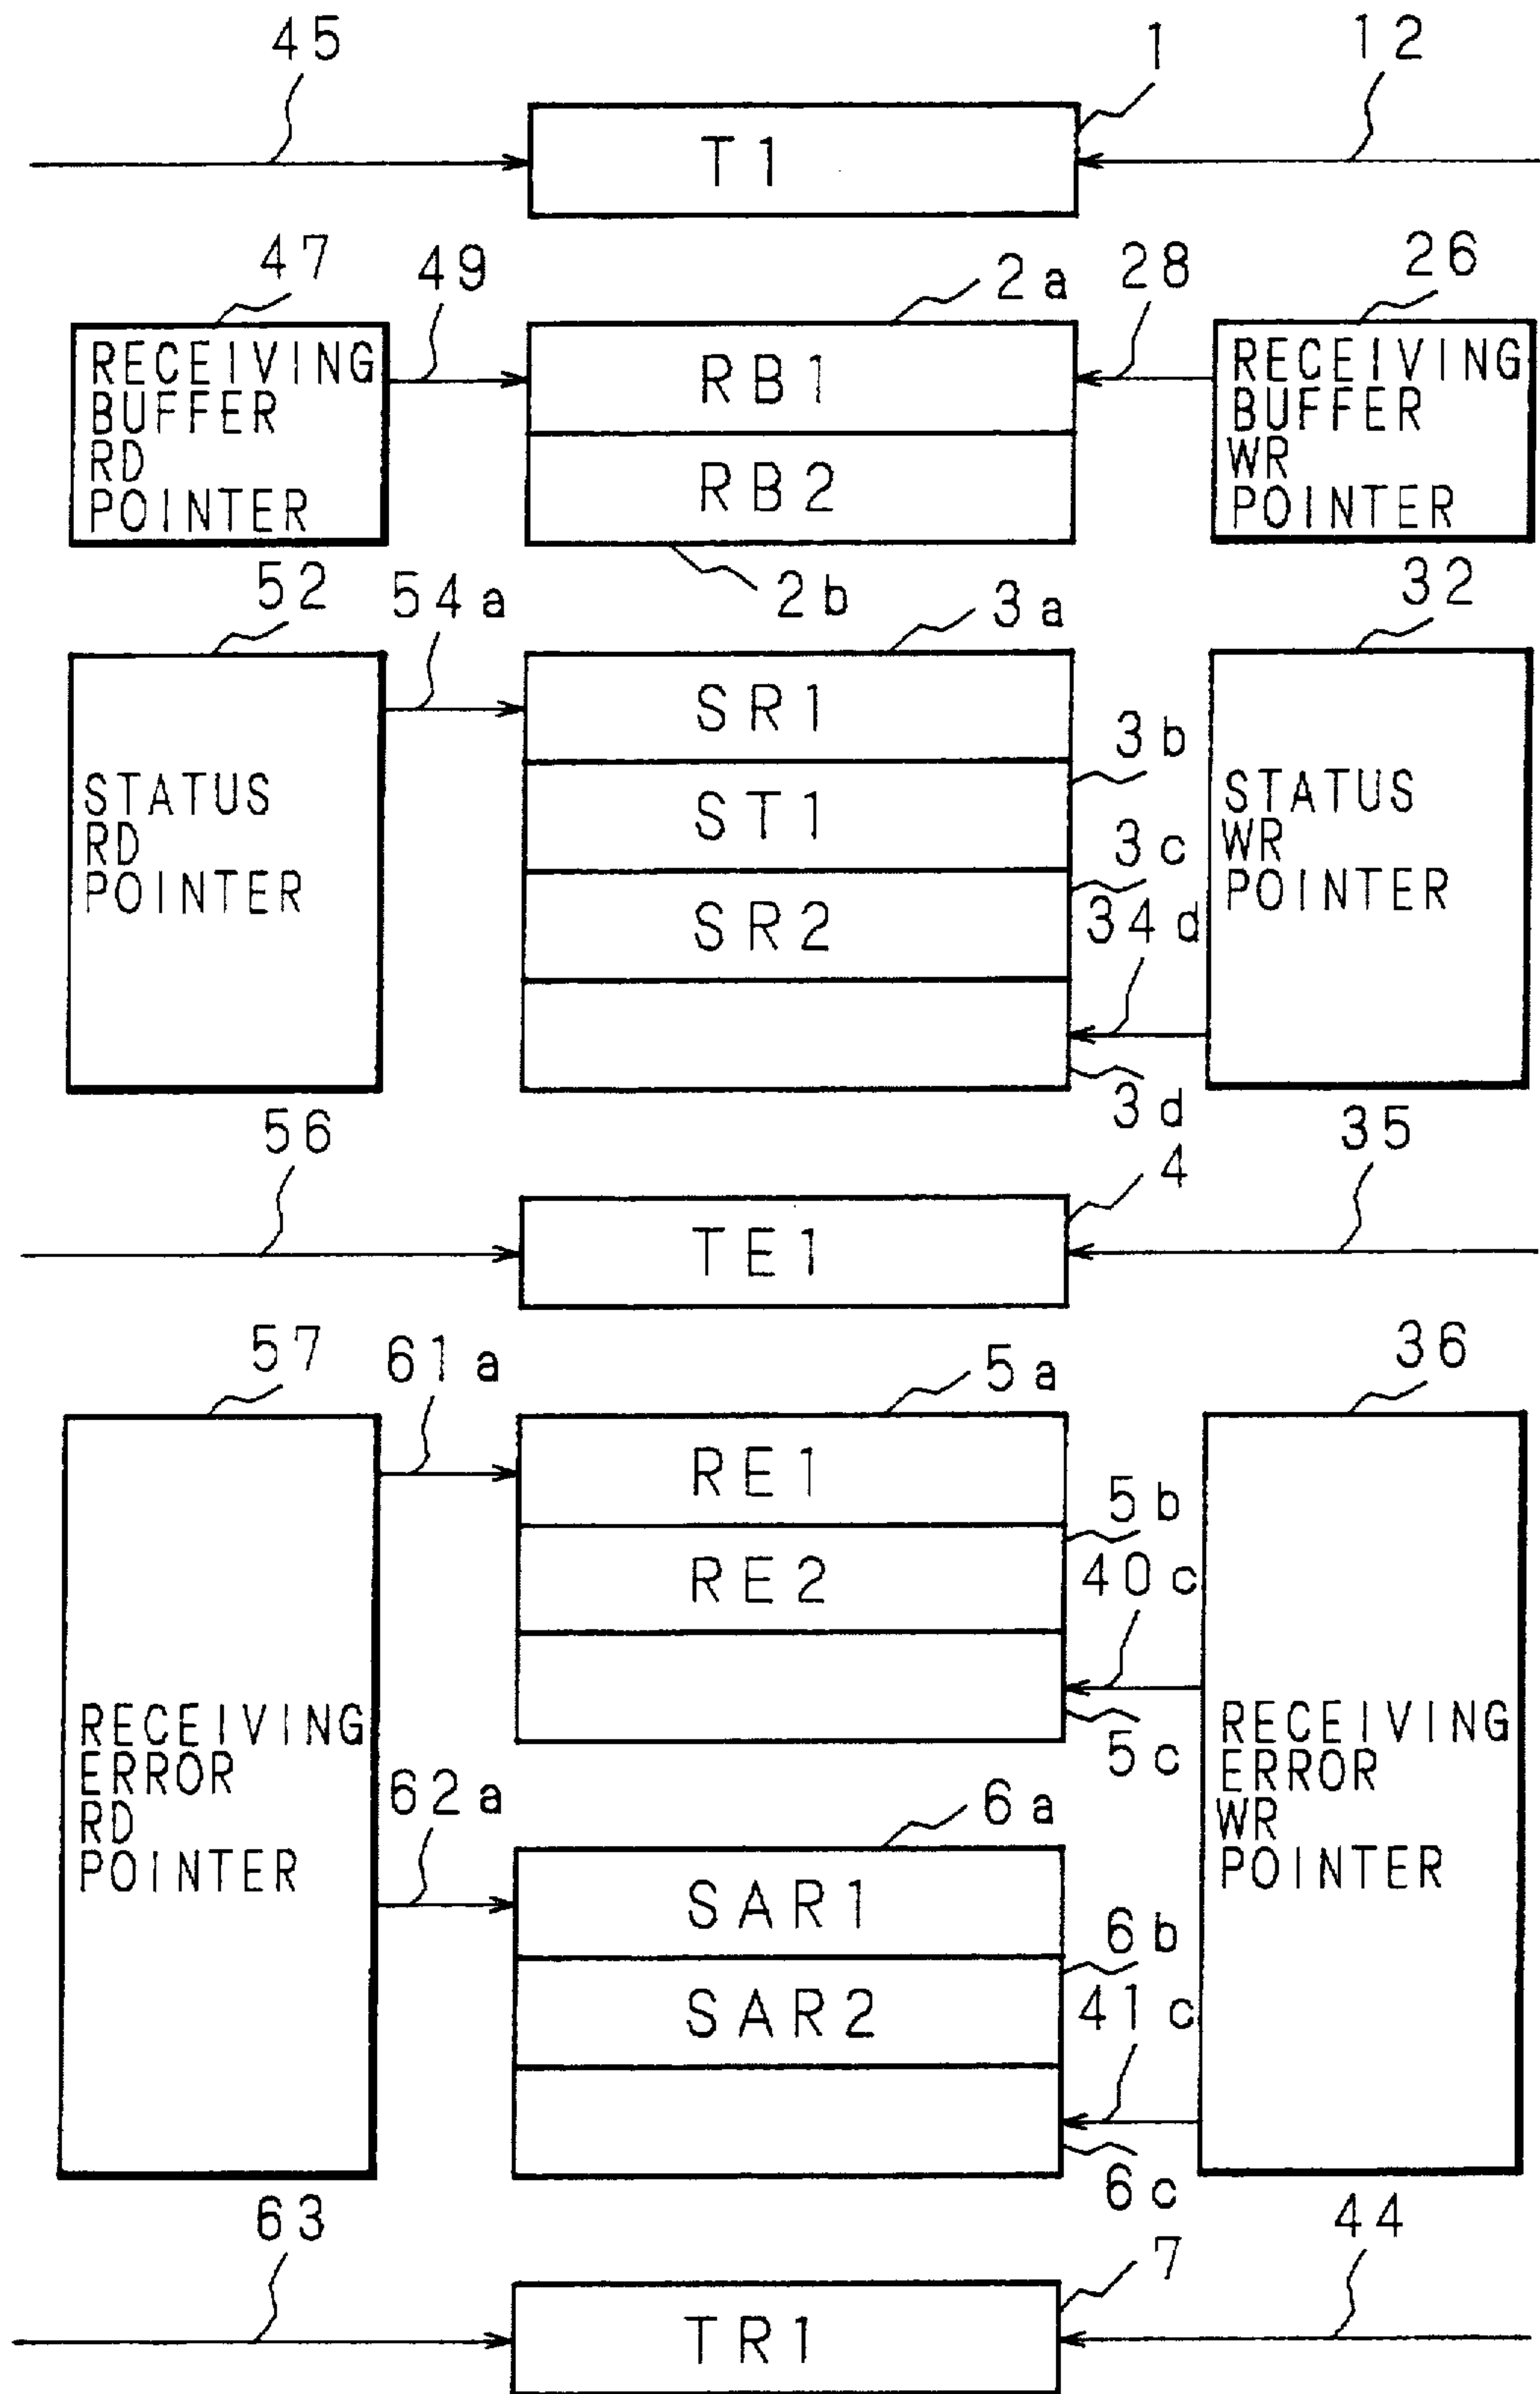 45
1
12
T1
47
49
2a
28
26
RECEIVING
BUFFER
RD
POINTER
RB1
RB2
RECEIVING
BUFFER
WR
POINTER
52
54a
2b
3a
32
STATUS
RD
POINTER
SR1
3b
ST1
3c
SR2
34d
3d
STATUS
WR
POINTER
56
4
35
TE1
57
61a
5a
36
RECEIVING
ERROR
RD
POINTER
RE1
5b
RE2
40c
5c
62a
6a
SAR1
6b
SAR2
41c
6c
RECEIVING
ERROR
WR
POINTER
63
7
44
TR1